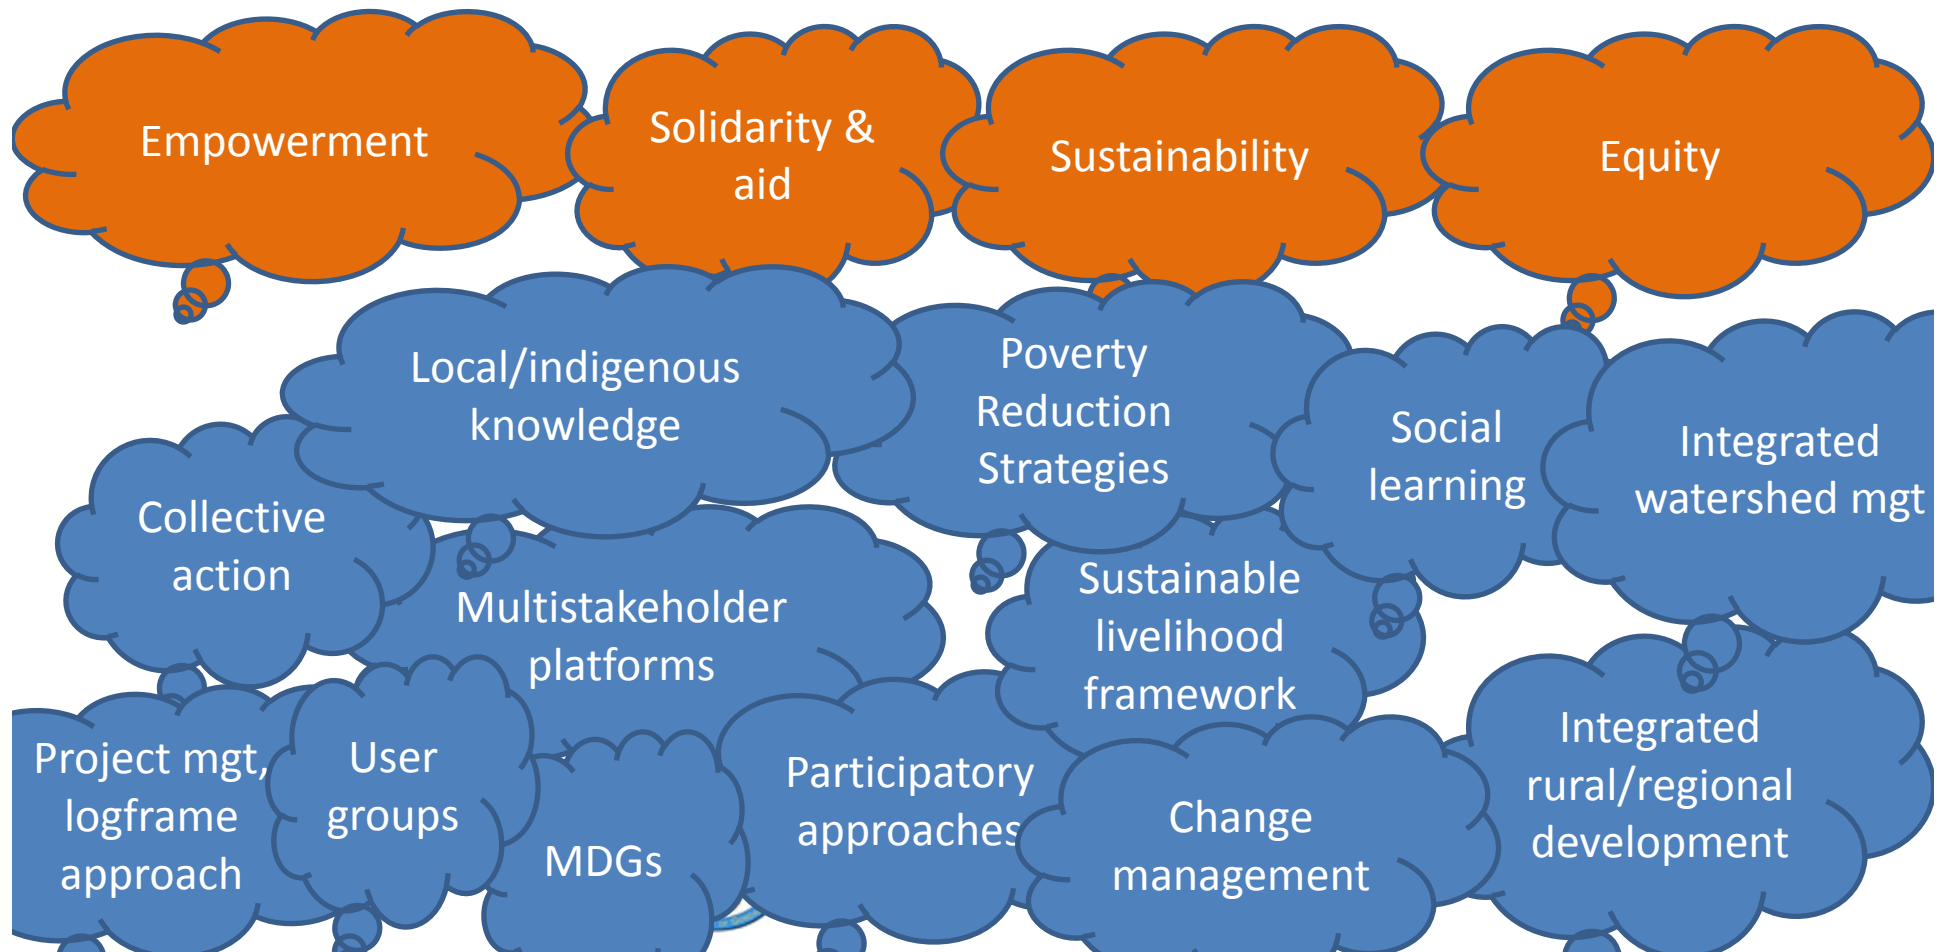 Empowerment
Solidarity &
aid
Sustainability
Equity
Local/indigenous
knowledge
Poverty
Reduction
Strategies
Social
learning
Integrated
watershed mgt
Collective
action
Multistakeholder
platforms
Sustainable
livelihood
framework
Project mgt,
logframe
approach
User
groups
MDGs
Participatory
approaches
Change
management
Integrated
rural/regional
development